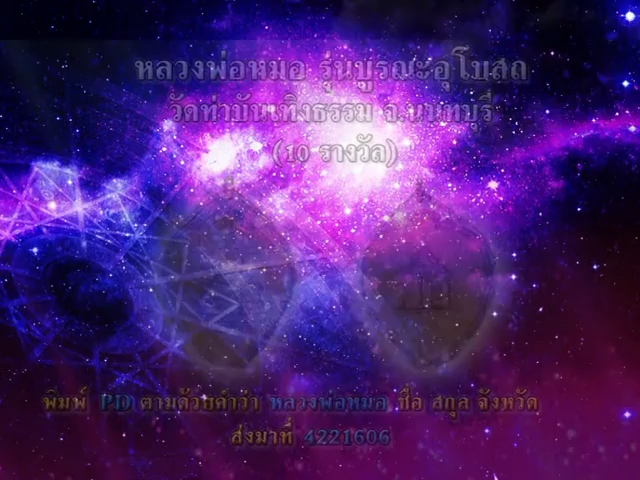 หลวงพ่อหมอ รุ่นบูรณะอุโบสถ
วัดท่าบันเทิงธรรม จ.นนทบุรี
(10 รางวัล)
พิมพ์ PD ตามด้วยคำว่า หลวงพ่อหมอ ชื่อ สกุล จังหวัด
ส่งมาที่ 4221606